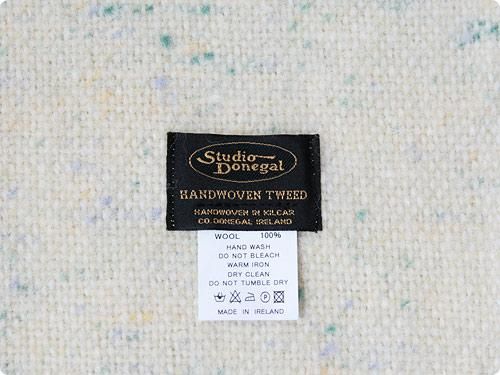 Studio
Donegal
HANDWOVEN TWEED
HANDWOVEN IN KILCAR
CO. DONEGAL IRELAND
WOOL 100%
HAND WASH
DO NOT BLEACH
WARM IRON
DRY CLEAN
DO NOT TUMBLE DRY
P
MADE IN IRELAND